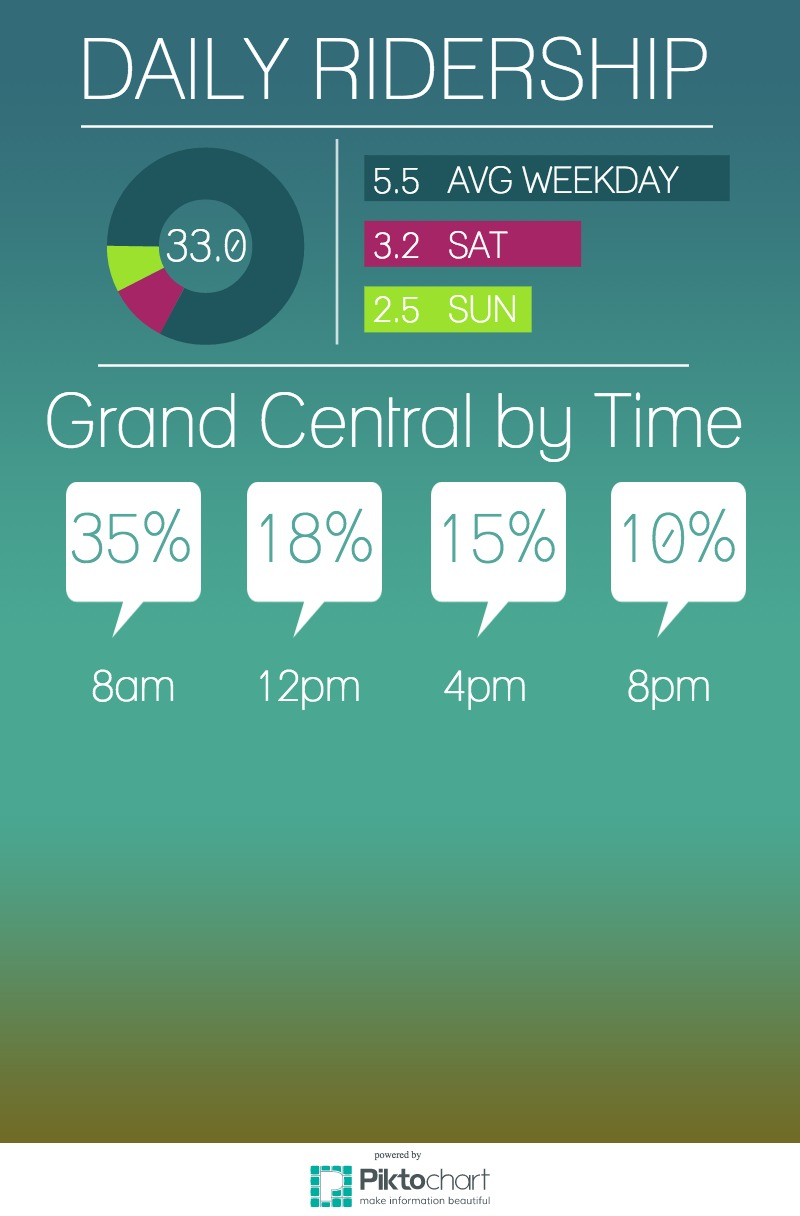 DAILY RIDERSHIP
33.0
5.5 AVG WEEKDAY
3.2 SAT
2.5 SUN
Grand Central by Time
35% 18% 15% 10%
8am 12pm 4pm 8pm
powered by
Piktochart
make information beautiful